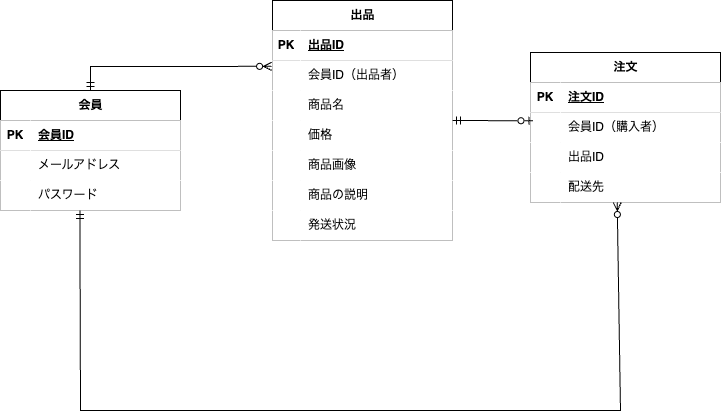 出品
PK 出品ID
会員ID（出品者）
商品名
価格
商品画像
商品の説明
発送状況
注文
PK 注文ID
会員ID（購入者）
出品ID
配送先
会員
PK 会員ID
メールアドレス
パスワード